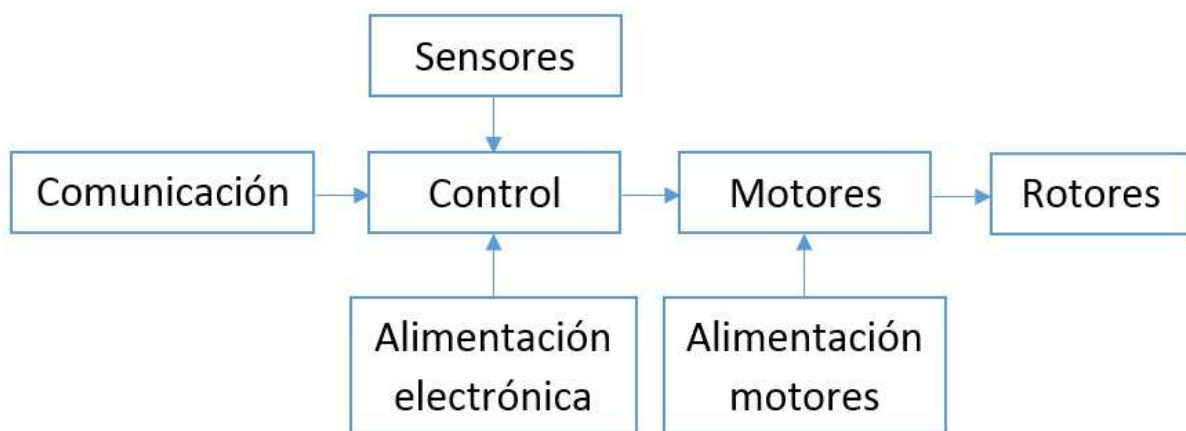 Sensores
Comunicación
Control
Motores
Rotores
Alimentación
electrónica
Alimentación
motores